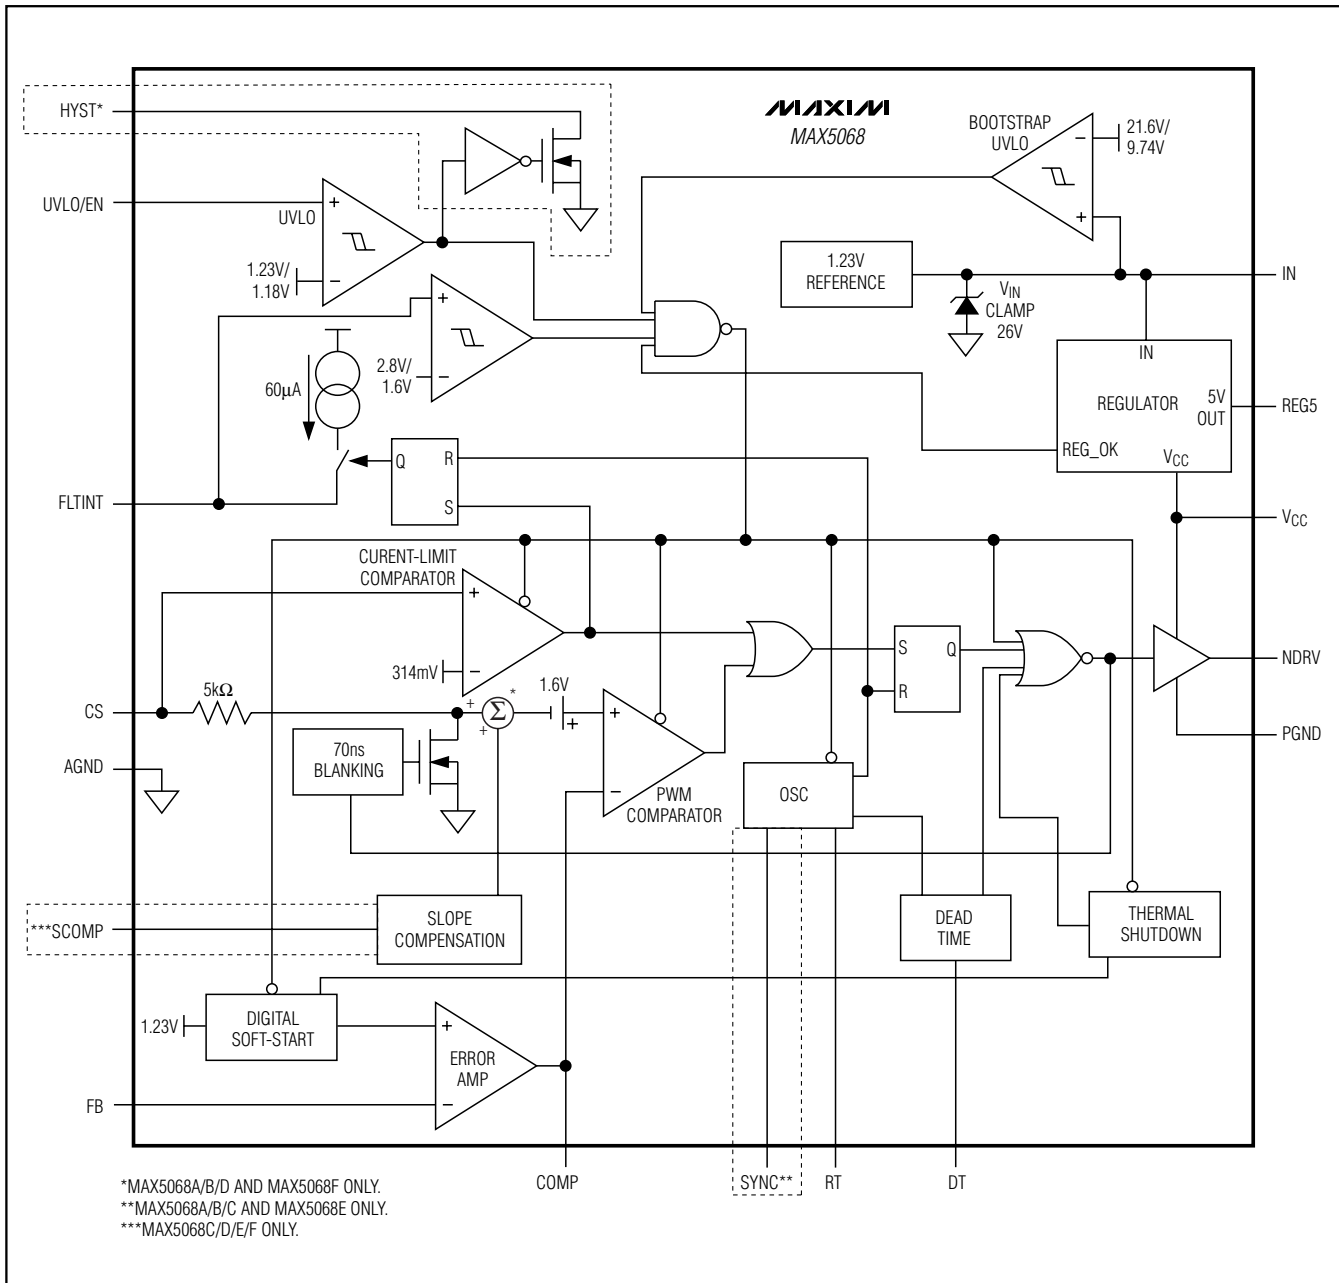 MAXIM
MAX5068
HYST*
BOOTSTRAP
UVLO
−
21.6V/
9.74V
+
UVLO/EN
UVLO
+
1.23V/
1.18V
−
1.23V
REFERENCE
IN
VIN
CLAMP
26V
+
2.8V/
1.6V
−
60µA
IN
REGULATOR
5V
OUT
REG5
REG_OK
VCC
Q
R
S
FLTINT
VCC
CURENT-LIMIT
COMPARATOR
+
314mV
−
S
Q
R
NDRV
1.6V
5kΩ
CS
+
Σ
*
+
+
+
PGND
AGND
70ns
BLANKING
−
PWM
COMPARATOR
OSC
***SCOMP
SLOPE
COMPENSATION
DEAD
TIME
THERMAL
SHUTDOWN
1.23V
DIGITAL
SOFT-START
+
ERROR
AMP
FB
−
COMP
SYNC**
RT
DT
*MAX5068A/B/D AND MAX5068F ONLY.
**MAX5068A/B/C AND MAX5068E ONLY.
***MAX5068C/D/E/F ONLY.